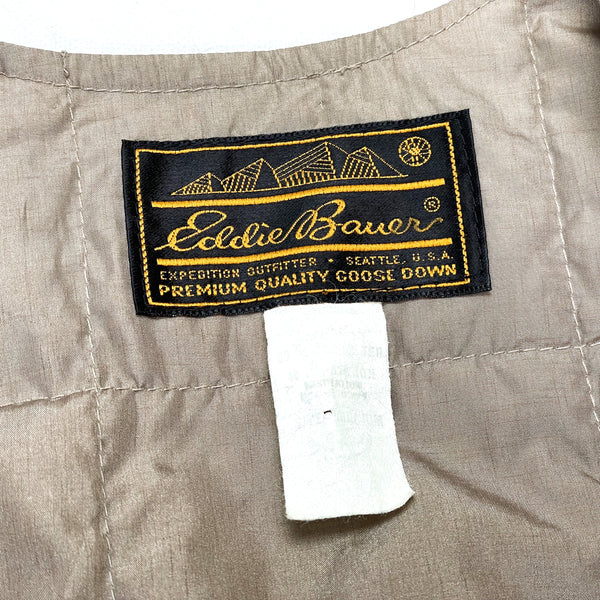 Eddie Bauer®
EXPEDITION OUTFITTER • SEATTLE, U.S.A.
PREMIUM QUALITY GOOSE DOWN